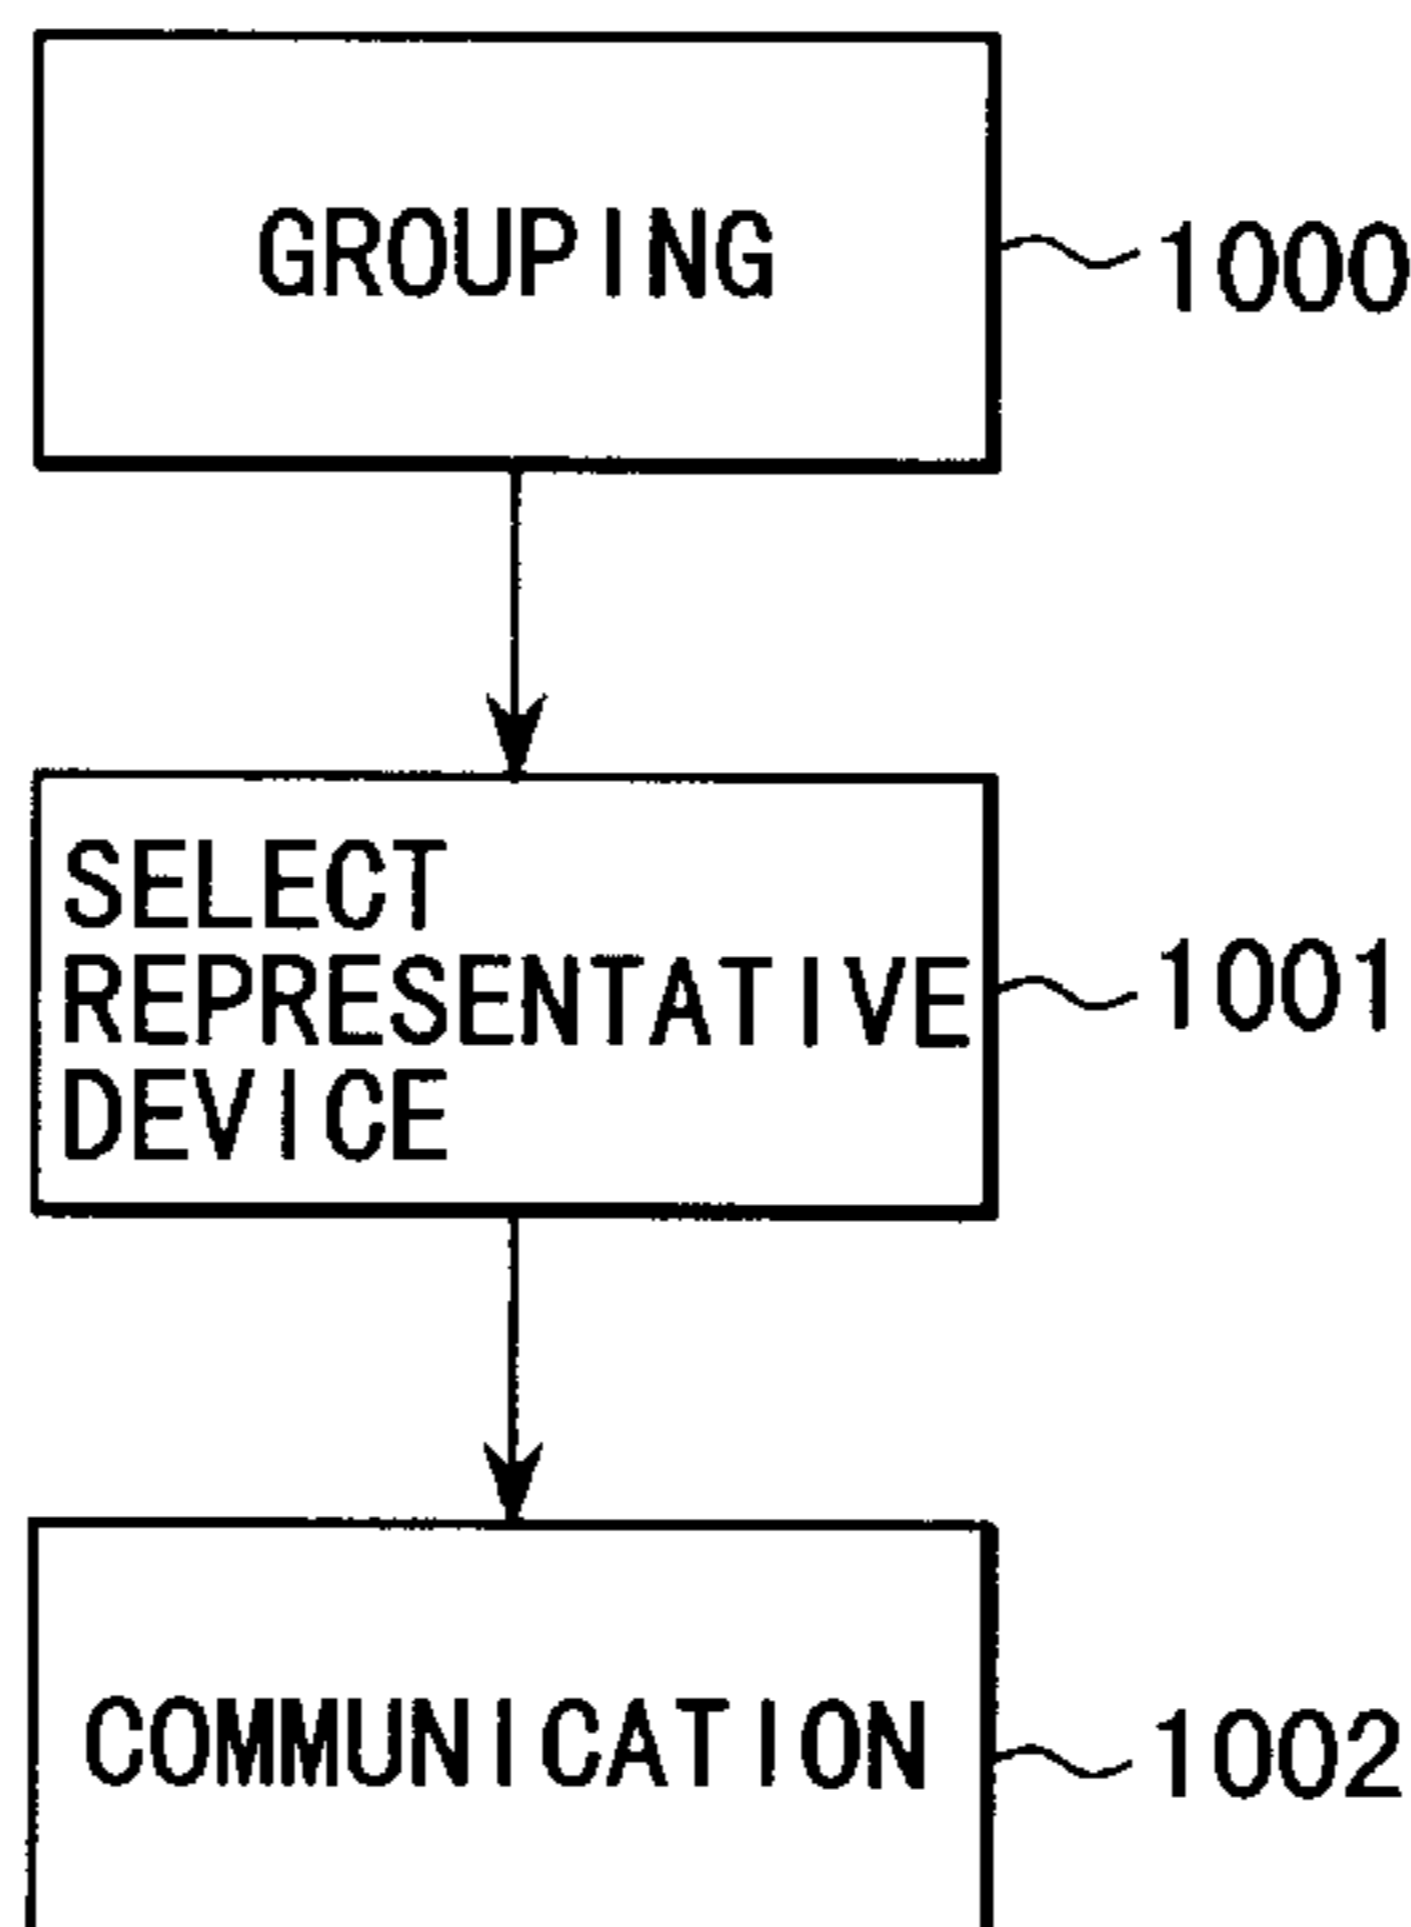 GROUPING
1000
SELECT
REPRESENTATIVE
DEVICE
1001
COMMUNICATION
1002